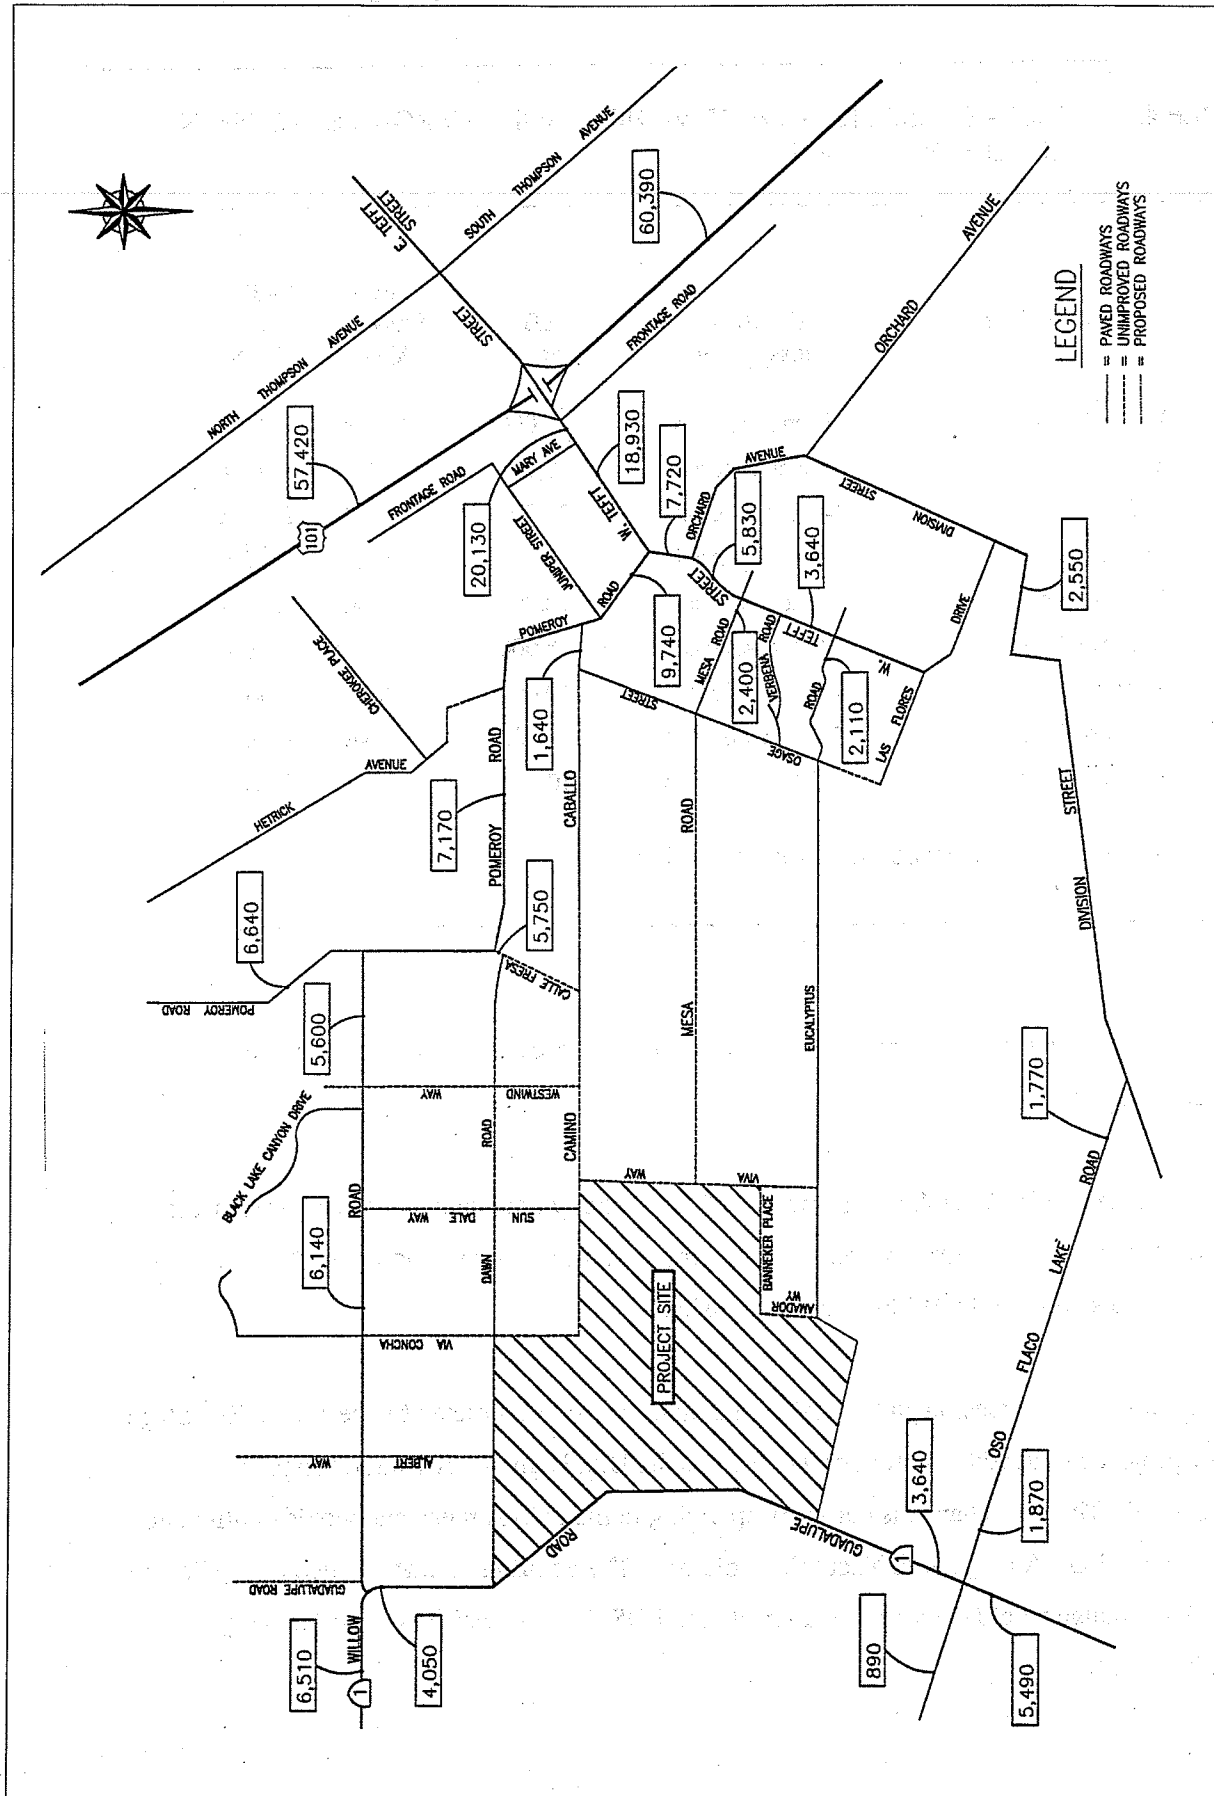 NORTH THOMPSON AVENUE
SOUTH THOMPSON AVENUE
E. TEFFT
STREET
STREET
60,390
57,420
101
FRONTAGE ROAD
FRONTAGE ROAD
MARY AVE
18,930
W. TEFFT
20,130
JUNIPER STREET
7,720
ORCHARD
AVENUE
ORCHARD AVENUE
5,830
STREET
DIVISION STREET
3,640
2,550
DRIVE
POMEROY ROAD
9,740
MESA ROAD
2,400
VERBENA ROAD
W. TEFFT
ROAD
2,110
LAS FLORES
OSAGE STREET
CHEROKEE PLACE
HETRICK AVENUE
1,640
7,170
POMEROY ROAD
CABALLO
ROAD
6,640
POMEROY ROAD
5,750
CALLE FRESA
5,600
MESA
EUCALYPTUS
DIVISION STREET
BLACK LAKE CANYON DRIVE
WESTWIND WAY
ROAD
CAMINO
ROAD
SUN DALE WAY
DAWN
VIVA WAY
BANNEKER PLACE
AMADOR
WY
1,770
6,140
VIA CONCHA
PROJECT SITE
ALBERT WAY
OSO FLACO LAKE ROAD
GUADALUPE ROAD
WILLOW
6,510
1
4,050
GUADALUPE ROAD
1
3,640
1,870
890
5,490
LEGEND
= PAVED ROADWAYS
= UNIMPROVED ROADWAYS
= PROPOSED ROADWAYS